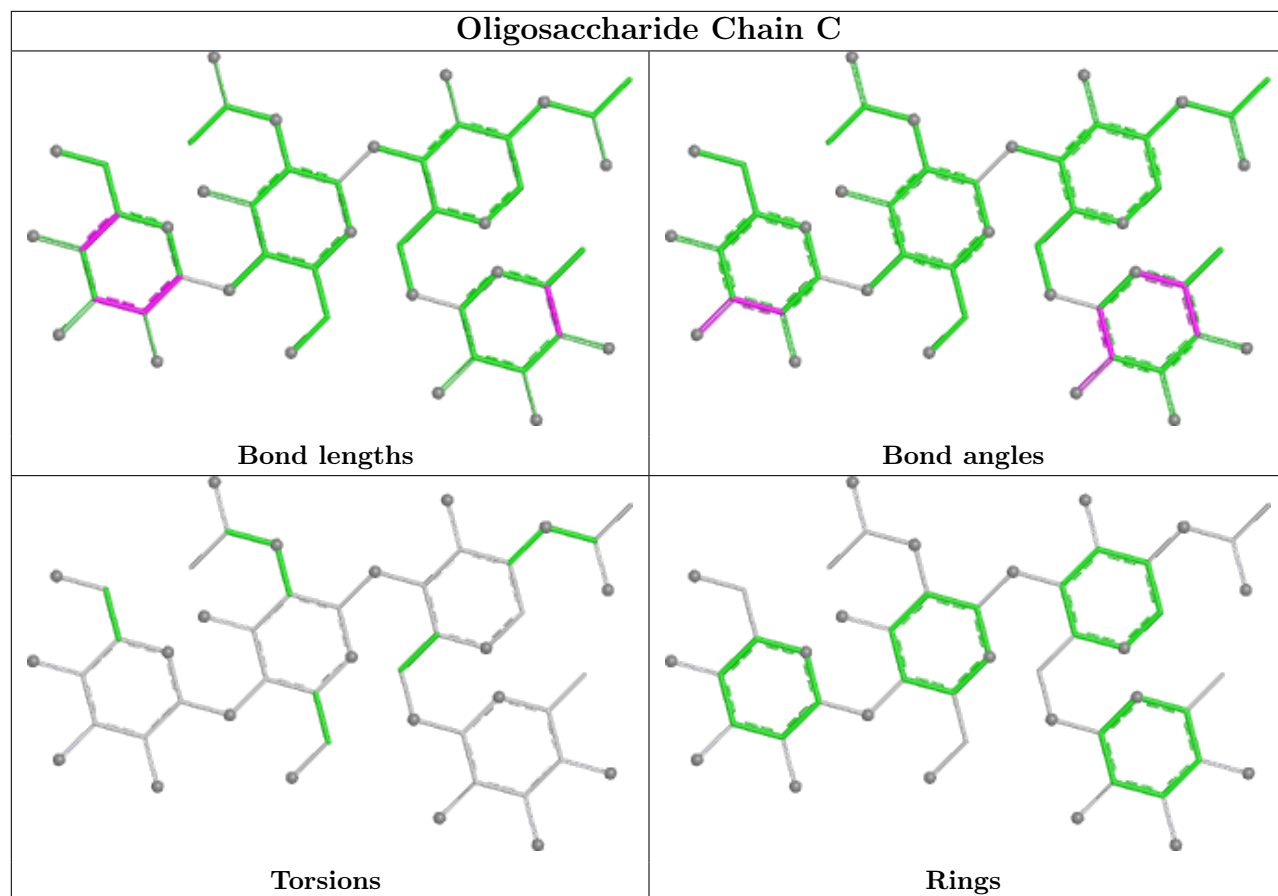 Oligosaccharide Chain C
Bond lengths
Bond angles
Torsions
Rings